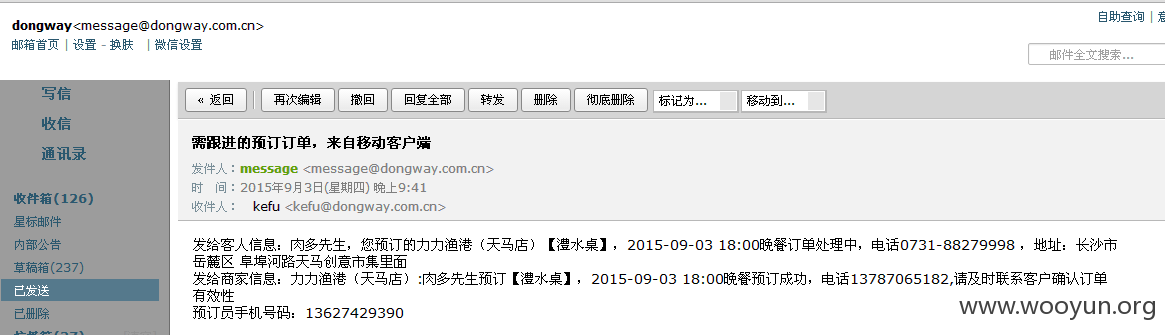 dongway<message@dongway.com.cn>
自助查询 |
邮箱首页 | 设置 - 换肤 | 微信设置
邮件全文搜索...
写信
收信
通讯录
收件箱(126)
星标邮件
内部公告
草稿箱(237)
已发送
已删除
« 返回 再次编辑 撤回 回复全部 转发 删除 彻底删除 标记为... 移动到...
需跟进的预订订单，来自移动客户端
发件人：message <message@dongway.com.cn>
时 间：2015年9月3日(星期四) 晚上9:41
收件人： kefu <kefu@dongway.com.cn>
发给客人信息：肉多先生，您预订的力力渔港（天马店）【澧水桌】，2015-09-03 18:00晚餐订单处理中，电话0731-88279998 ，地址：长沙市
岳麓区 阜埠河路天马创意市集里面
发给商家信息：力力渔港（天马店）:肉多先生预订【澧水桌】，2015-09-03 18:00晚餐预订成功，电话13787065182,请及时联系客户确认订单
有效性
预订员手机号码：13627429390
www.wooyun.org